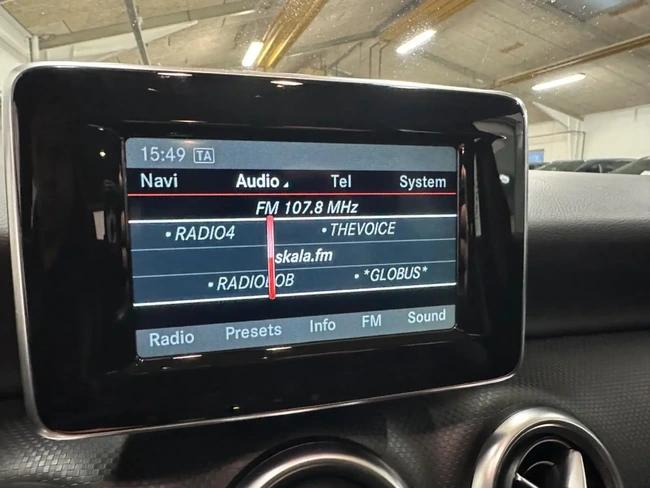 15:49 TA
Navi Audio Tel System
FM 107.8 MHz
• RADIO4 • THEVOICE
skala.fm
• RADIOBOB • *GLOBUS*
Radio Presets Info FM Sound